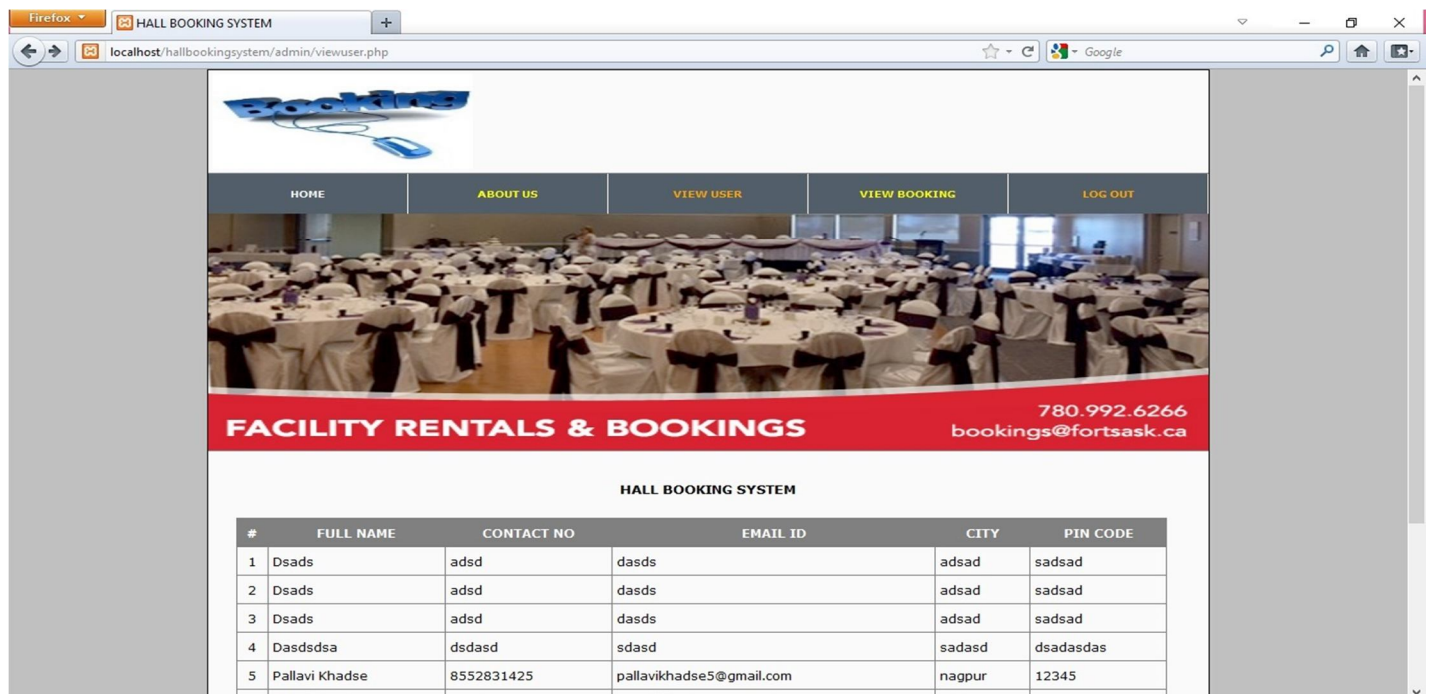 Firefox
HALL BOOKING SYSTEM
localhost/hallbookingsystem/admin/viewuser.php
Google
Booking
HOME ABOUT US VIEW USER VIEW BOOKING LOG OUT
FACILITY RENTALS & BOOKINGS
780.992.6266
bookings@fortsask.ca
HALL BOOKING SYSTEM
# FULL NAME CONTACT NO EMAIL ID CITY PIN CODE
1 Dsads adsd dasds adsad sadsad
2 Dsads adsd dasds adsad sadsad
3 Dsads adsd dasds adsad sadsad
4 Dasdsdsa dsdasd sdasd sadasd dsadasdas
5 Pallavi Khadse 8552831425 pallavikhadse5@gmail.com nagpur 12345